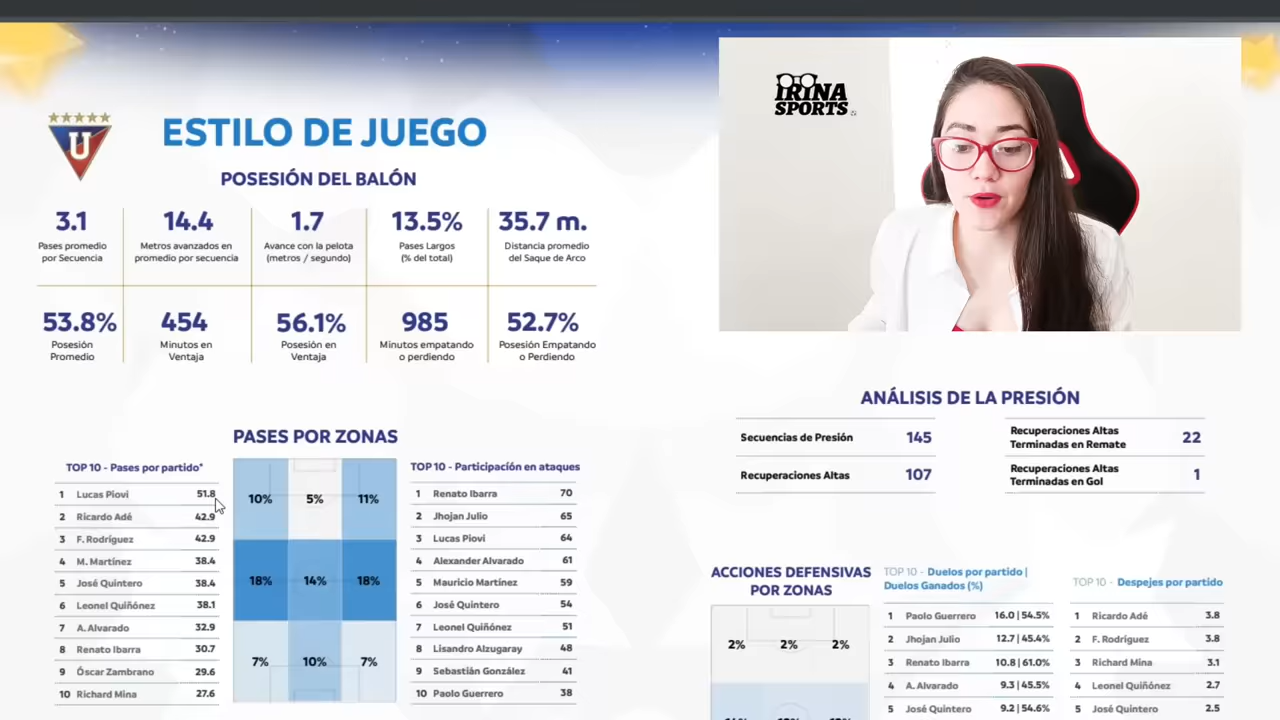 IRINA
SPORTS
U
ESTILO DE JUEGO
POSESIÓN DEL BALÓN
3.1
Pases promedio
por Secuencia
14.4
Metros avanzados en
promedio por secuencia
1.7
Avance con la pelota
(metros / segundo)
13.5%
Pases Largos
(% del total)
35.7 m.
Distancia promedio
del Saque de Arco
53.8%
Posesión
Promedio
454
Minutos en
Ventaja
56.1%
Posesión en
Ventaja
985
Minutos empatando
o perdiendo
52.7%
Posesión Empatando
o Perdiendo
PASES POR ZONAS
TOP 10 - Pases por partido*
1 Lucas Piovi 51.8
2 Ricardo Adé 42.9
3 F. Rodríguez 42.9
4 M. Martínez 38.4
5 José Quintero 38.4
6 Leonel Quiñónez 38.1
7 A. Alvarado 32.9
8 Renato Ibarra 30.7
9 Óscar Zambrano 29.6
10 Richard Mina 27.6
10% 5% 11%
18% 14% 18%
7% 10% 7%
TOP 10 - Participación en ataques
1 Renato Ibarra 70
2 Jhojan Julio 65
3 Lucas Piovi 64
4 Alexander Alvarado 61
5 Mauricio Martínez 59
6 José Quintero 54
7 Leonel Quiñónez 51
8 Lisandro Alzugaray 48
9 Sebastián González 41
10 Paolo Guerrero 38
ANÁLISIS DE LA PRESIÓN
Secuencias de Presión 145
Recuperaciones Altas 107
Recuperaciones Altas
Terminadas en Remate 22
Recuperaciones Altas
Terminadas en Gol 1
ACCIONES DEFENSIVAS
POR ZONAS
2% 2% 2%
TOP 10 - Duelos por partido |
Duelos Ganados (%)
1 Paolo Guerrero 16.0 | 54.5%
2 Jhojan Julio 12.7 | 45.4%
3 Renato Ibarra 10.8 | 61.0%
4 A. Alvarado 9.3 | 45.5%
5 José Quintero 9.2 | 54.6%
TOP 10 - Despejes por partido
1 Ricardo Adé 3.8
2 F. Rodríguez 3.8
3 Richard Mina 3.1
4 Leonel Quiñónez 2.7
5 José Quintero 2.5